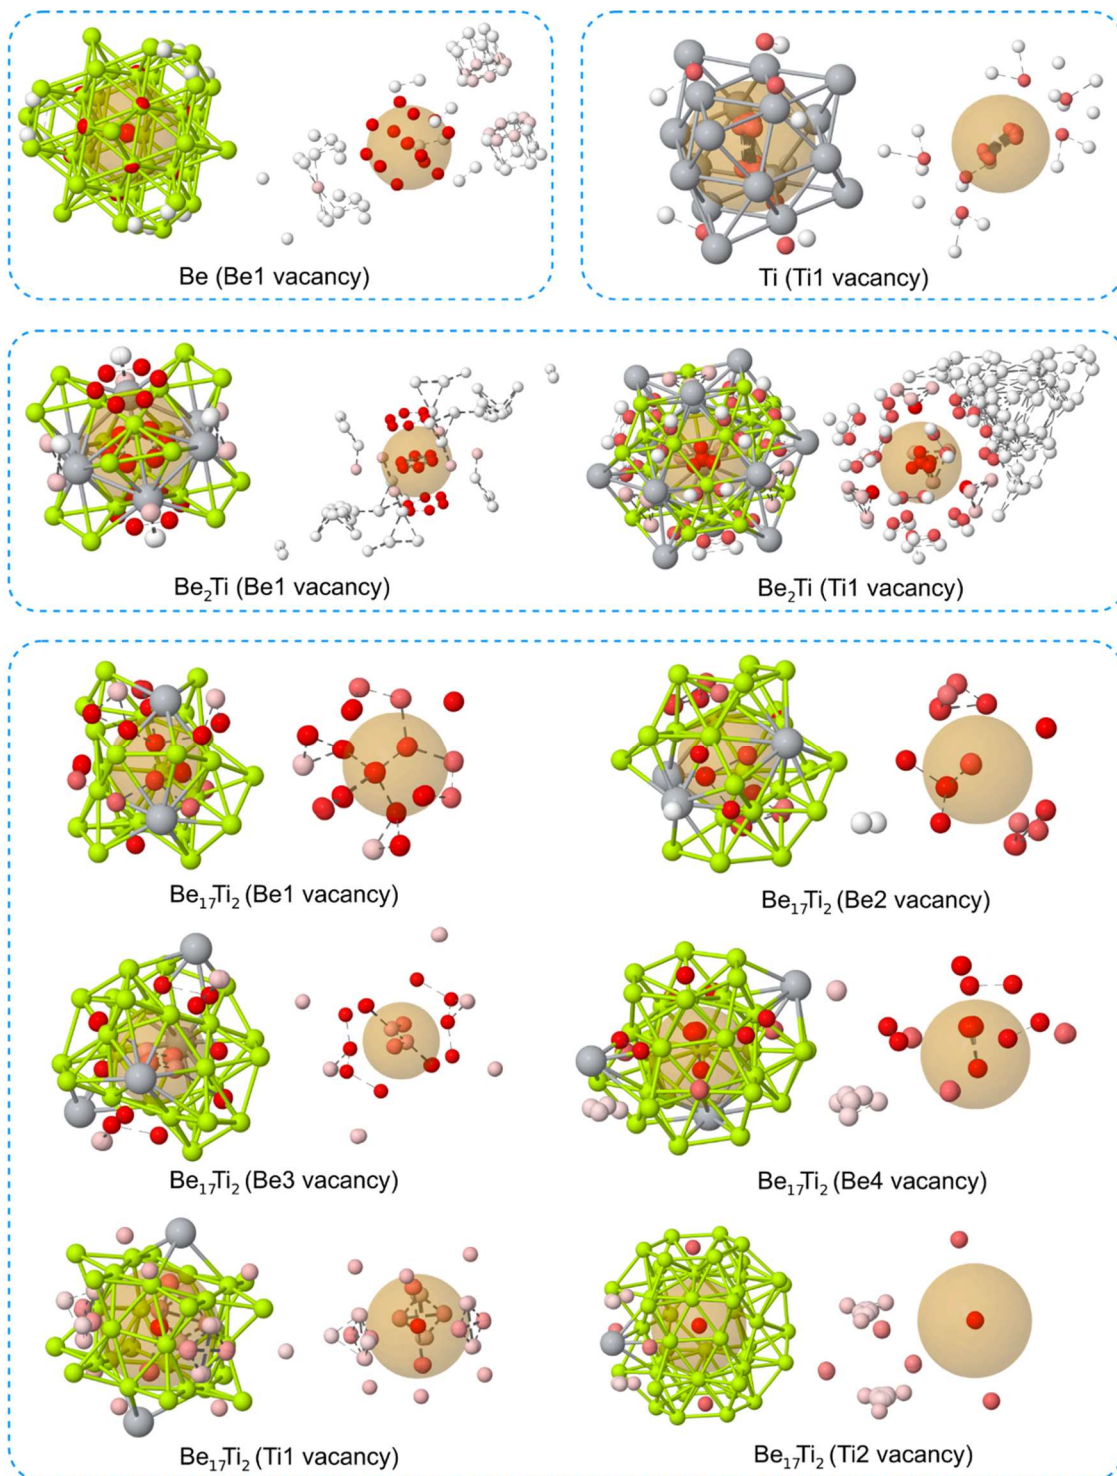 Be (Be1 vacancy)
Ti (Ti1 vacancy)
Be₂Ti (Be1 vacancy)
Be₂Ti (Ti1 vacancy)
Be₁₇Ti₂ (Be1 vacancy)
Be₁₇Ti₂ (Be2 vacancy)
Be₁₇Ti₂ (Be3 vacancy)
Be₁₇Ti₂ (Be4 vacancy)
Be₁₇Ti₂ (Ti1 vacancy)
Be₁₇Ti₂ (Ti2 vacancy)